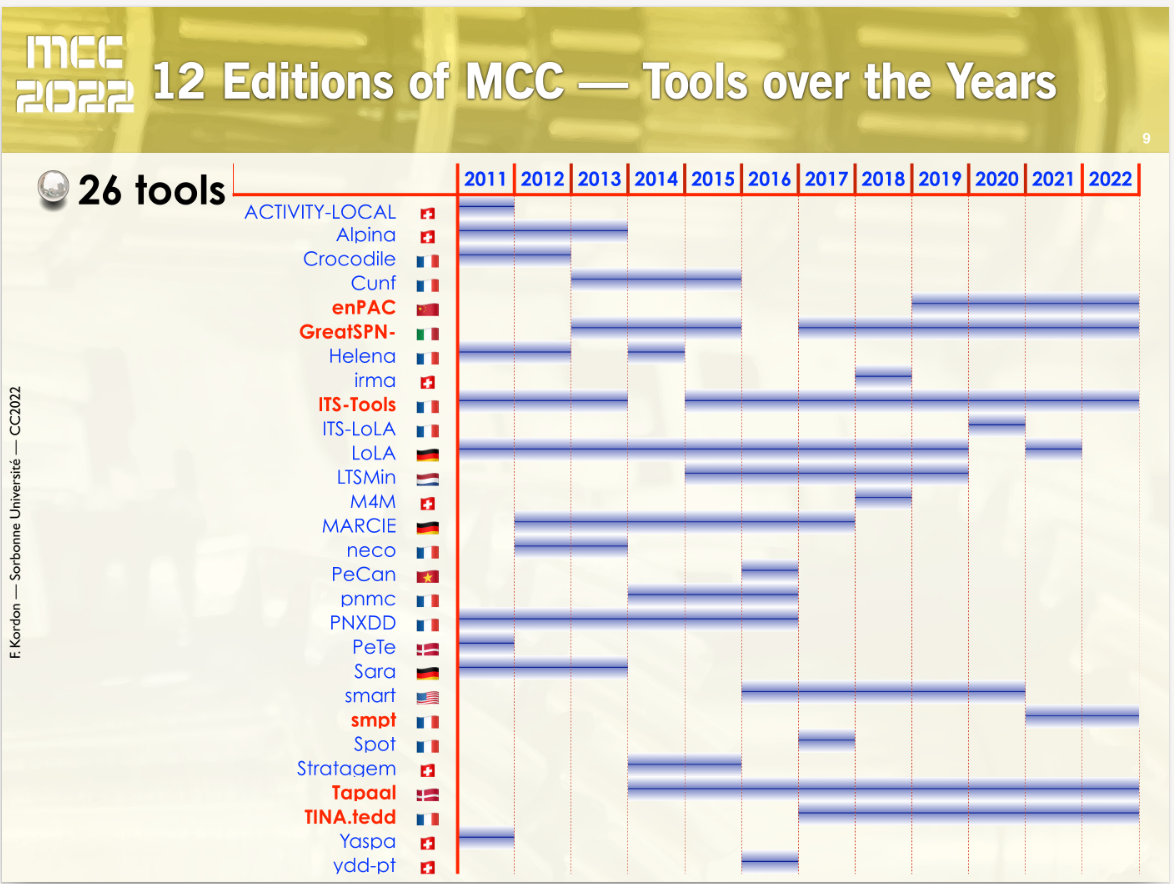 MCC
2022
12 Editions of MCC — Tools over the Years
9
26 tools
2011 2012 2013 2014 2015 2016 2017 2018 2019 2020 2021 2022
ACTIVITY-LOCAL
Alpina
Crocodile
Cunf
enPAC
GreatSPN-
Helena
irma
ITS-Tools
ITS-LoLA
LoLA
LTSMin
M4M
MARCIE
neco
PeCan
pnmc
PNXDD
PeTe
Sara
smart
smpt
Spot
Stratagem
Tapaal
TINA.tedd
Yaspa
ydd-pt
F. Kordon — Sorbonne Université — CC2022